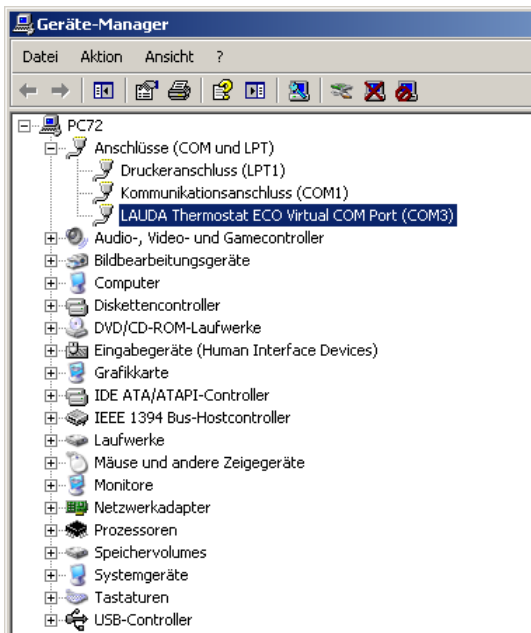 Geräte-Manager
Datei Aktion Ansicht ?
PC72
Anschlüsse (COM und LPT)
Druckeranschluss (LPT1)
Kommunikationsanschluss (COM1)
LAUDA Thermostat ECO Virtual COM Port (COM3)
Audio-, Video- und Gamecontroller
Bildbearbeitungsgeräte
Computer
Diskettencontroller
DVD/CD-ROM-Laufwerke
Eingabegeräte (Human Interface Devices)
Grafikkarte
IDE ATA/ATAPI-Controller
IEEE 1394 Bus-Hostcontroller
Laufwerke
Mäuse und andere Zeigegeräte
Monitore
Netzwerkadapter
Prozessoren
Speichervolumes
Systemgeräte
Tastaturen
USB-Controller